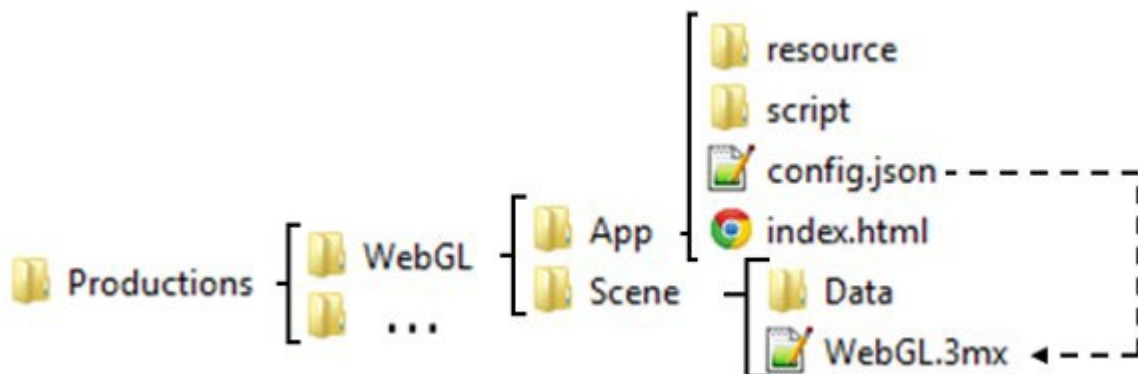 resource
script
config.json
index.html
App
WebGL
Productions
Scene
Data
...
WebGL.3mx